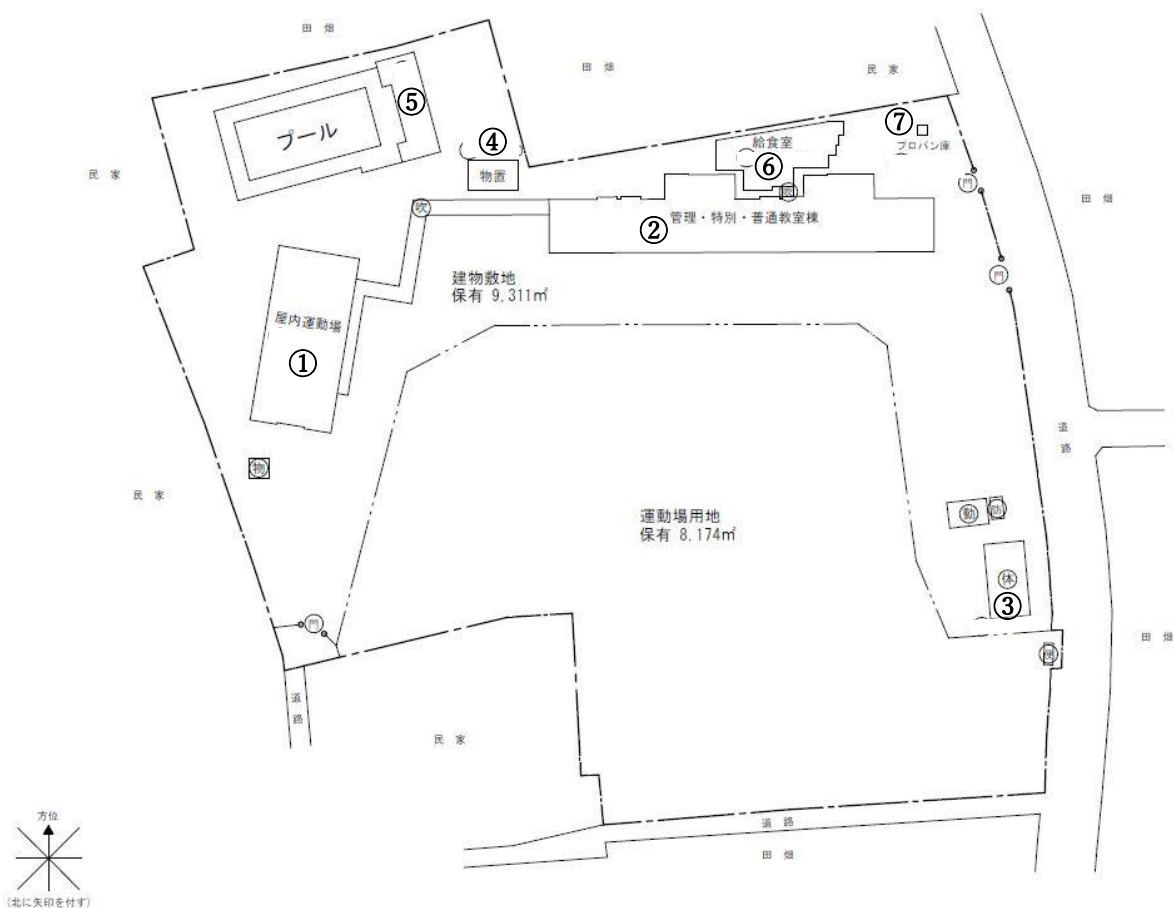 田 畑
田 畑
民 家
⑤
プール
④
物置
⑦
プロパン庫
給食室
⑥
門
民 家
田 畑
吹
②
管理・特別・普通教室棟
門
建物敷地
保有 9,311㎡
屋内運動場
①
道
路
物
民 家
運動場用地
保有 8,174㎡
動
体
③
門
便
田 畑
道
路
民 家
道 路
田 畑
方位
(北に矢印を付す)